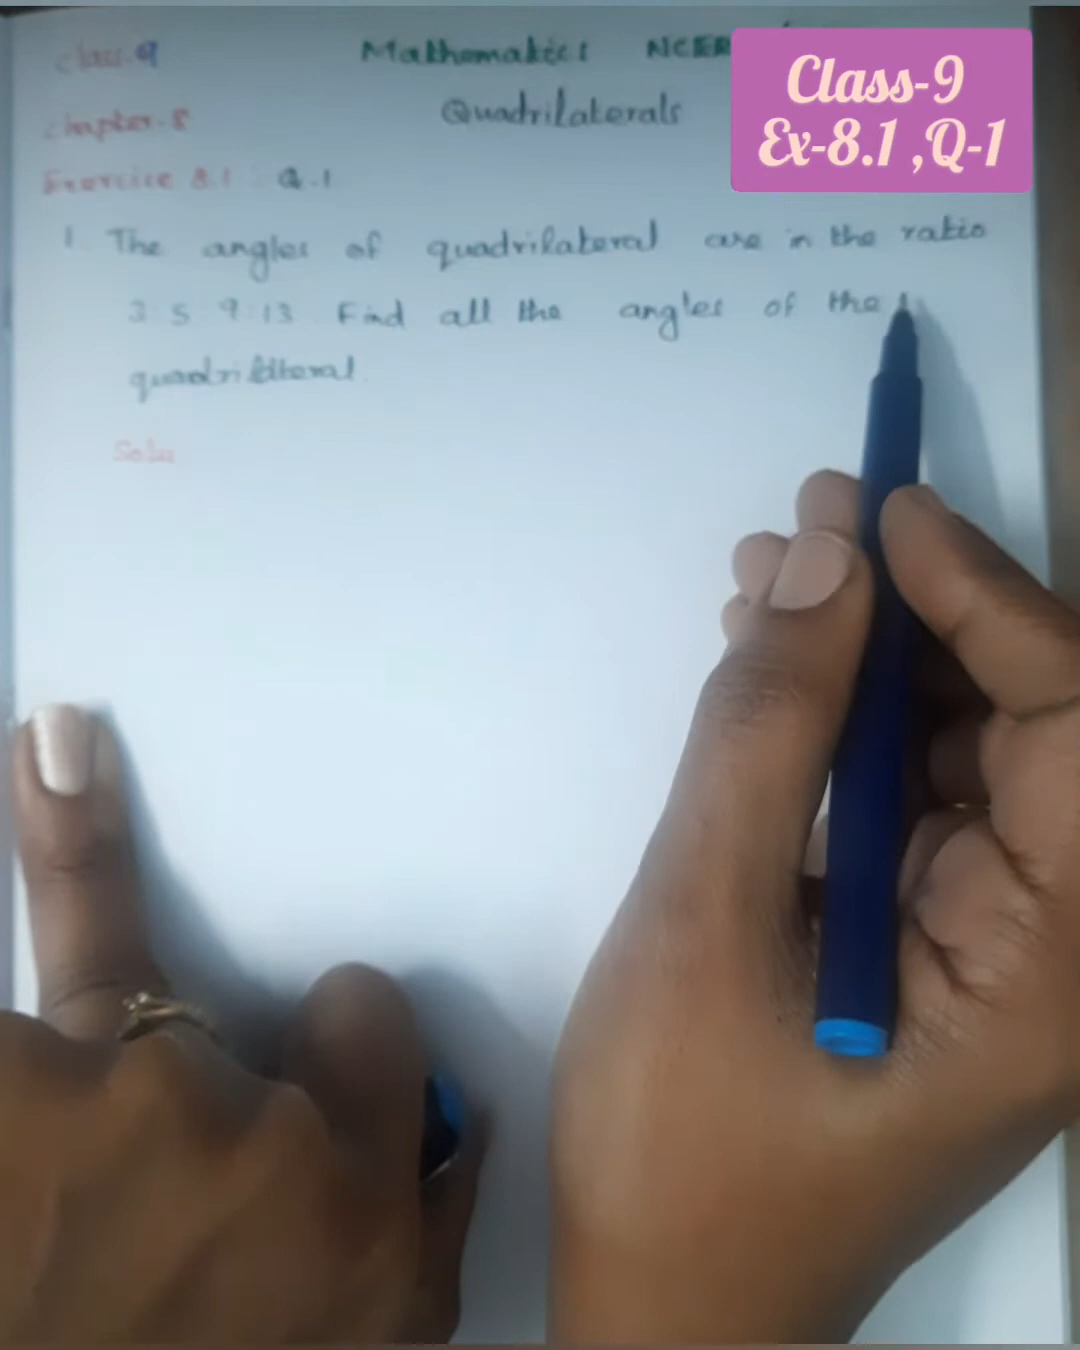 class-9 Mathematics NCER
Class-9
Ex-8.1 ,Q-1
chapter-8 Quadrilaterals
Exercise 8.1 Q.1
1. The angles of quadrilateral are in the ratio
3:5:9:13 Find all the angles of the
quadrilateral.
Solu